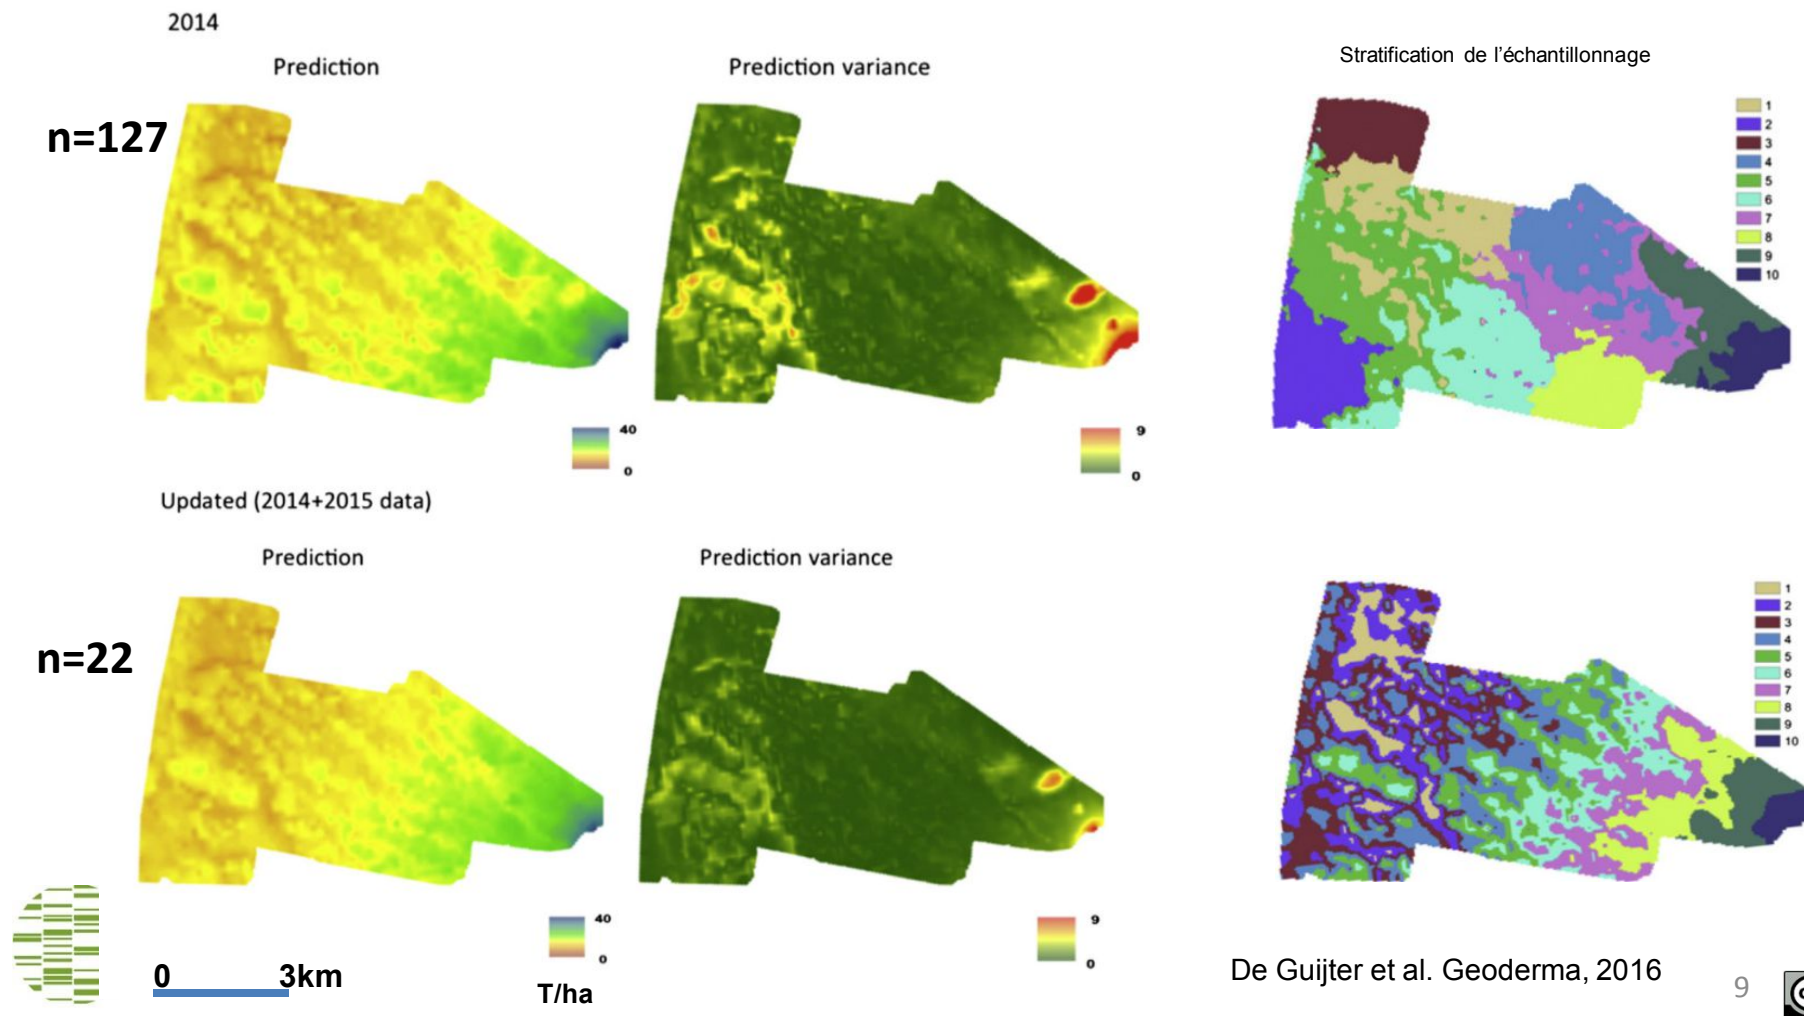 2014
Prediction
Prediction variance
Stratification de l'échantillonnage
n=127
1
2
3
4
5
6
7
8
9
10
40
0
9
0
Updated (2014+2015 data)
Prediction
Prediction variance
n=22
1
2
3
4
5
6
7
8
9
10
40
0
9
0
0 3km
T/ha
De Guijter et al. Geoderma, 2016
9